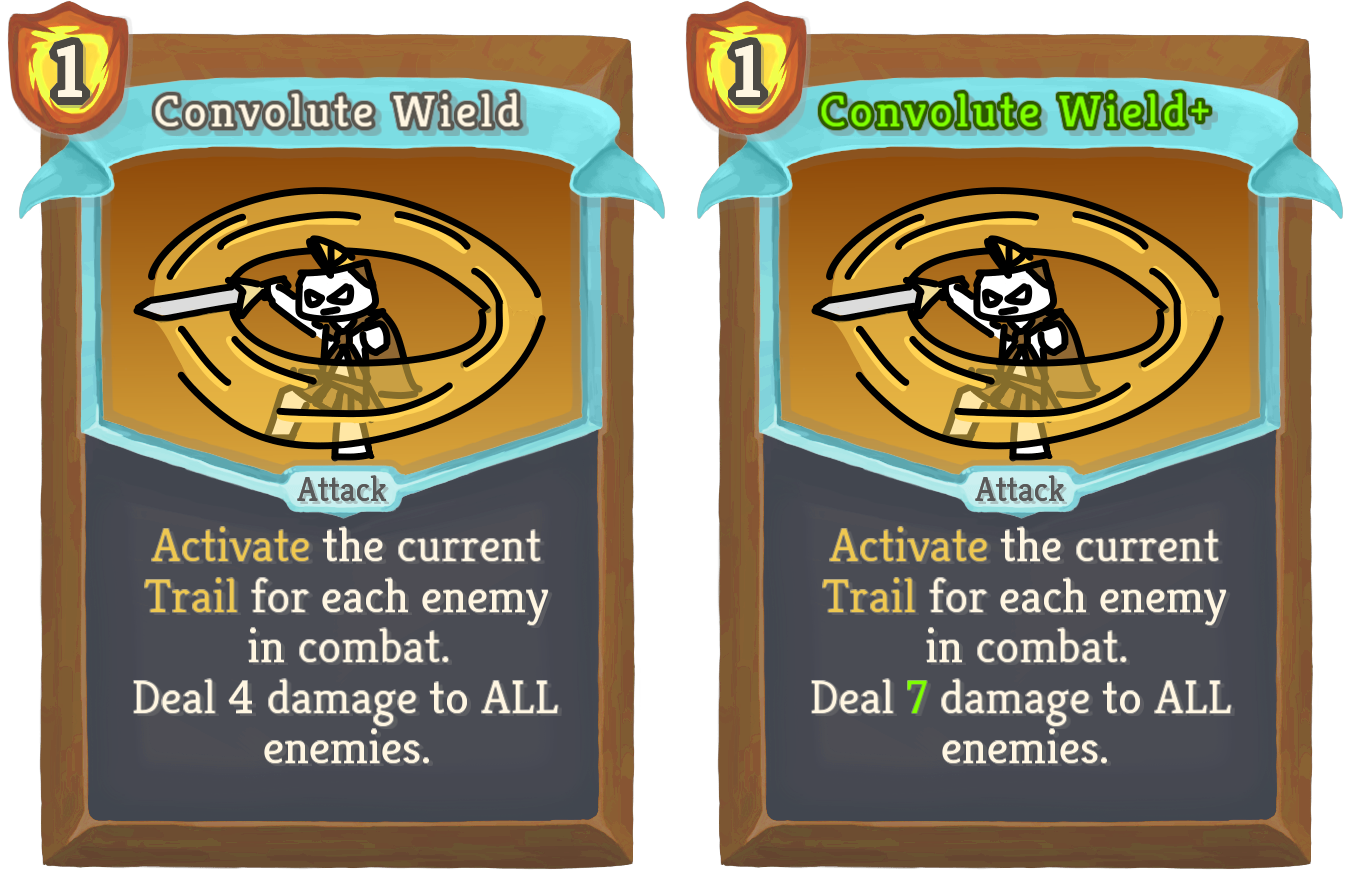 1
Convolute Wield
Attack
Activate the current
Trail for each enemy
in combat.
Deal 4 damage to ALL
enemies.
1
Convolute Wield+
Attack
Activate the current
Trail for each enemy
in combat.
Deal 7 damage to ALL
enemies.